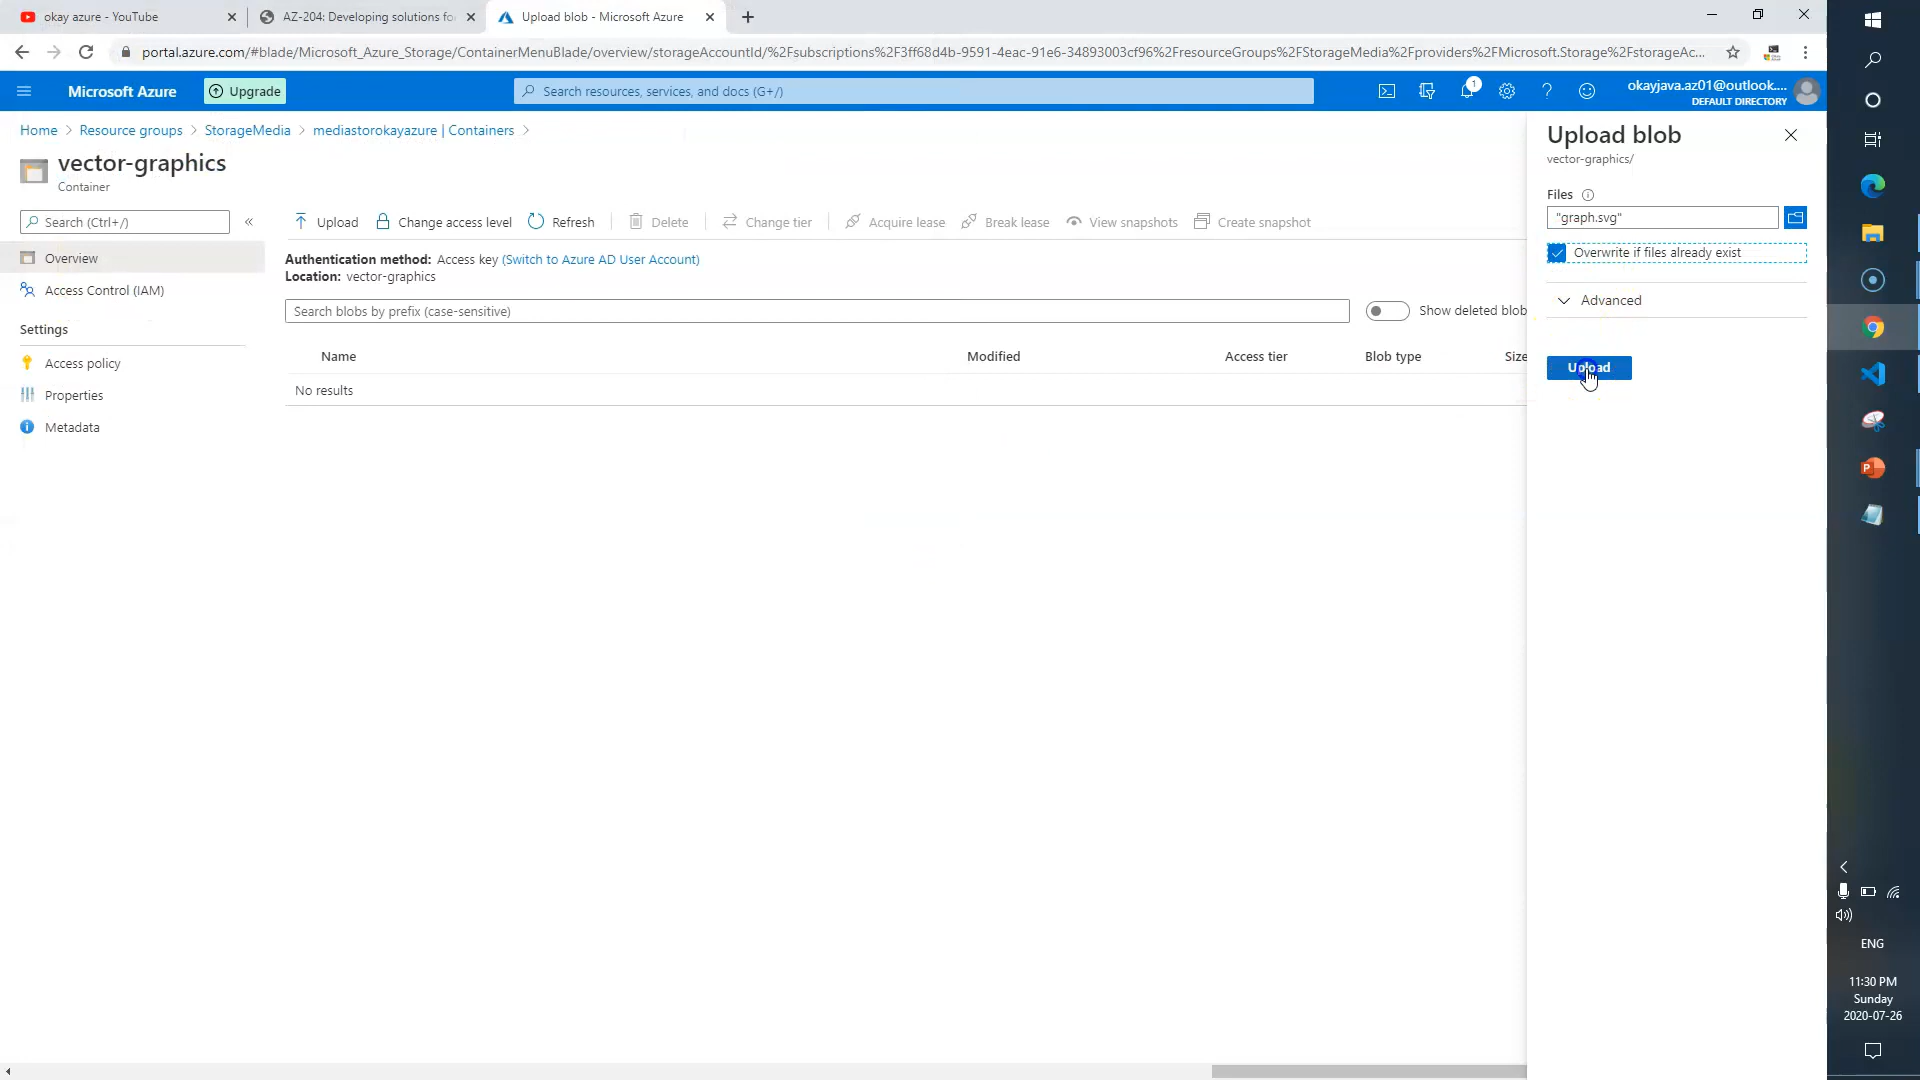 okay azure - YouTube
AZ-204: Developing solutions fo
Upload blob - Microsoft Azure
portal.azure.com/#blade/Microsoft_Azure_Storage/ContainerMenuBlade/overview/storageAccountId/%2Fsubscriptions%2F3ff68d4b-9591-4eac-91e6-34893003cf96%2FresourceGroups%2FStorageMedia%2Fproviders%2FMicrosoft.Storage%2FstorageAc...
Microsoft Azure
Upgrade
Search resources, services, and docs (G+/)
1
okayjava.az01@outlook....
DEFAULT DIRECTORY
Home > Resource groups > StorageMedia > mediastorokayazure | Containers >
vector-graphics
Container
Search (Ctrl+/)
«
Overview
Access Control (IAM)
Settings
Access policy
Properties
Metadata
Upload
Change access level
Refresh
Delete
Change tier
Acquire lease
Break lease
View snapshots
Create snapshot
Authentication method: Access key (Switch to Azure AD User Account)
Location: vector-graphics
Search blobs by prefix (case-sensitive)
Show deleted blob
Name
Modified
Access tier
Blob type
Size
No results
Upload blob
vector-graphics/
Files
"graph.svg"
Overwrite if files already exist
Advanced
Upload
ENG
11:30 PM
Sunday
2020-07-26